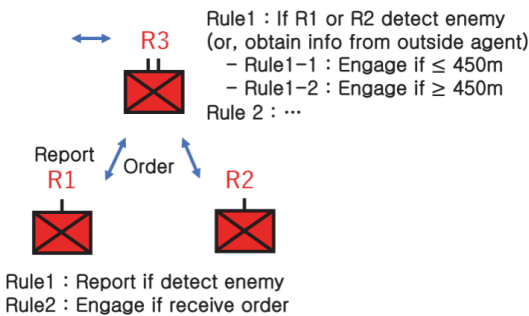 R3
Rule1 : If R1 or R2 detect enemy
(or, obtain info from outside agent)
- Rule1-1 : Engage if ≤ 450m
- Rule1-2 : Engage if ≥ 450m
Rule 2 : ⋯
Report
Order
R1
R2
Rule1 : Report if detect enemy
Rule2 : Engage if receive order